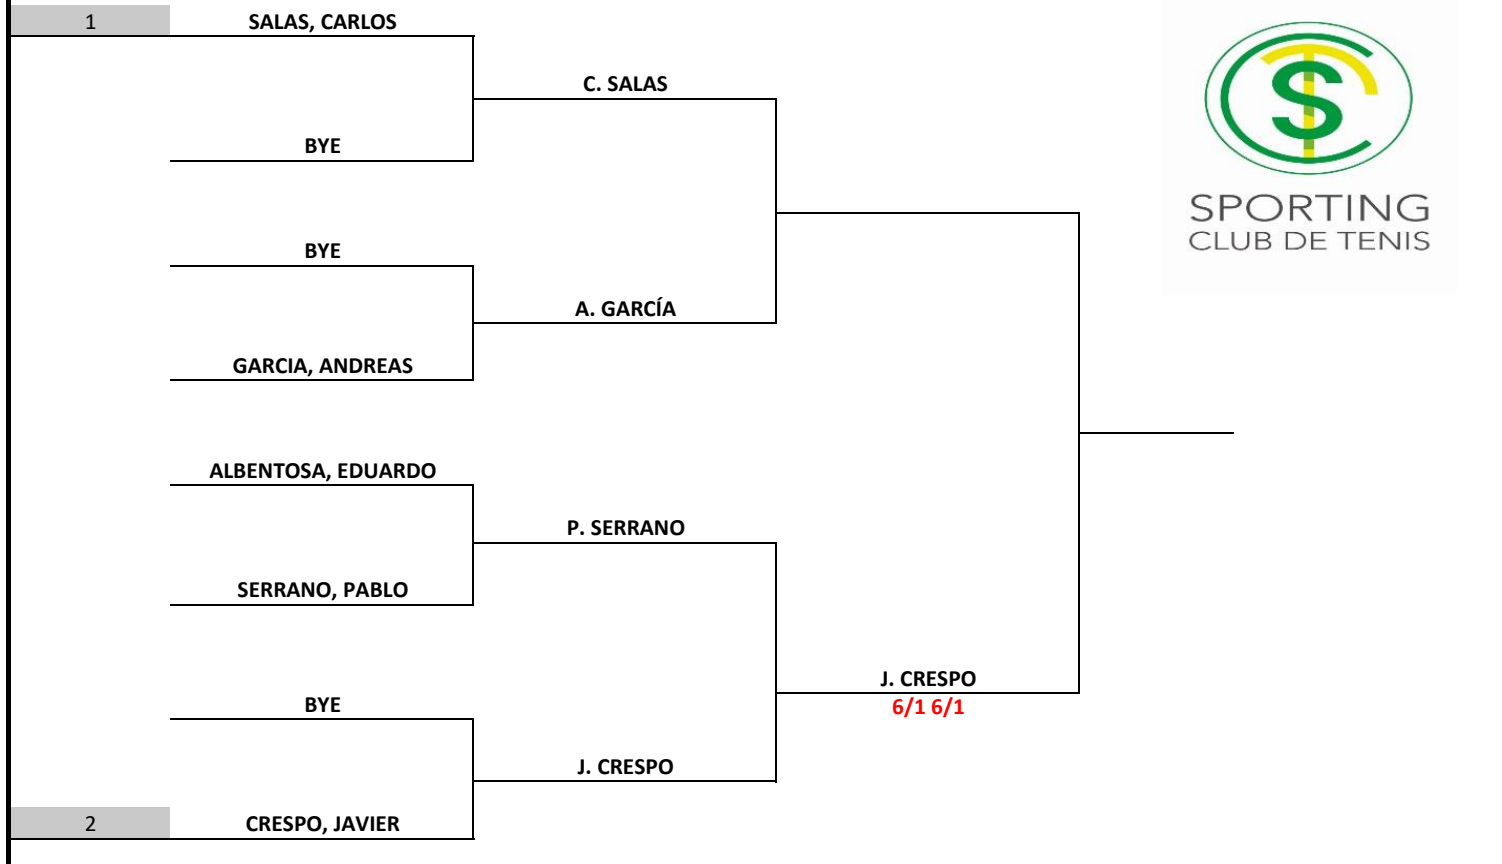 1 SALAS, CARLOS
C. SALAS
BYE
SPORTING
CLUB DE TENIS
BYE
A. GARCÍA
GARCIA, ANDREAS
ALBENTOSA, EDUARDO
P. SERRANO
SERRANO, PABLO
J. CRESPO
6/1 6/1
BYE
J. CRESPO
2 CRESPO, JAVIER